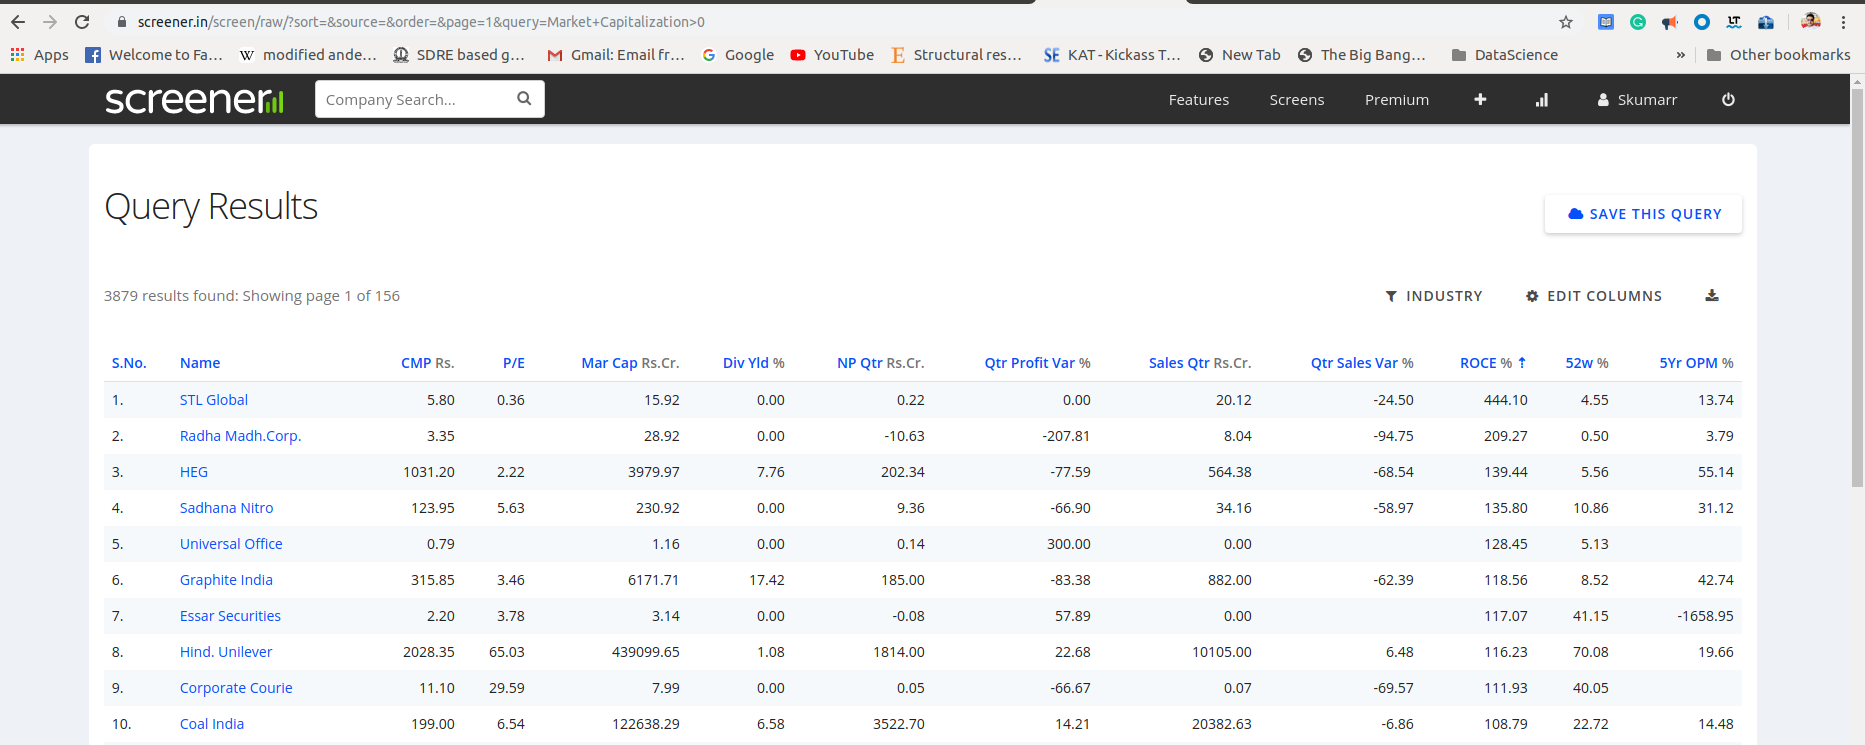 screener.in/screen/raw/?sort=&source=&order=&page=1&query=Market+Capitalization>0
Apps Welcome to Fa... modified ande... SDRE based g... Gmail: Email fr... Google YouTube Structural res... KAT - Kickass T... New Tab The Big Bang... DataScience » Other bookmarks
screener Company Search... Features Screens Premium Skumarr
Query Results
SAVE THIS QUERY
3879 results found: Showing page 1 of 156 INDUSTRY EDIT COLUMNS
S.No. Name CMP Rs. P/E Mar Cap Rs.Cr. Div Yld % NP Qtr Rs.Cr. Qtr Profit Var % Sales Qtr Rs.Cr. Qtr Sales Var % ROCE % ↑ 52w % 5Yr OPM %
1. STL Global 5.80 0.36 15.92 0.00 0.22 0.00 20.12 -24.50 444.10 4.55 13.74
2. Radha Madh.Corp. 3.35 28.92 0.00 -10.63 -207.81 8.04 -94.75 209.27 0.50 3.79
3. HEG 1031.20 2.22 3979.97 7.76 202.34 -77.59 564.38 -68.54 139.44 5.56 55.14
4. Sadhana Nitro 123.95 5.63 230.92 0.00 9.36 -66.90 34.16 -58.97 135.80 10.86 31.12
5. Universal Office 0.79 1.16 0.00 0.14 300.00 0.00 128.45 5.13
6. Graphite India 315.85 3.46 6171.71 17.42 185.00 -83.38 882.00 -62.39 118.56 8.52 42.74
7. Essar Securities 2.20 3.78 3.14 0.00 -0.08 57.89 0.00 117.07 41.15 -1658.95
8. Hind. Unilever 2028.35 65.03 439099.65 1.08 1814.00 22.68 10105.00 6.48 116.23 70.08 19.66
9. Corporate Courie 11.10 29.59 7.99 0.00 0.05 -66.67 0.07 -69.57 111.93 40.05
10. Coal India 199.00 6.54 122638.29 6.58 3522.70 14.21 20382.63 -6.86 108.79 22.72 14.48